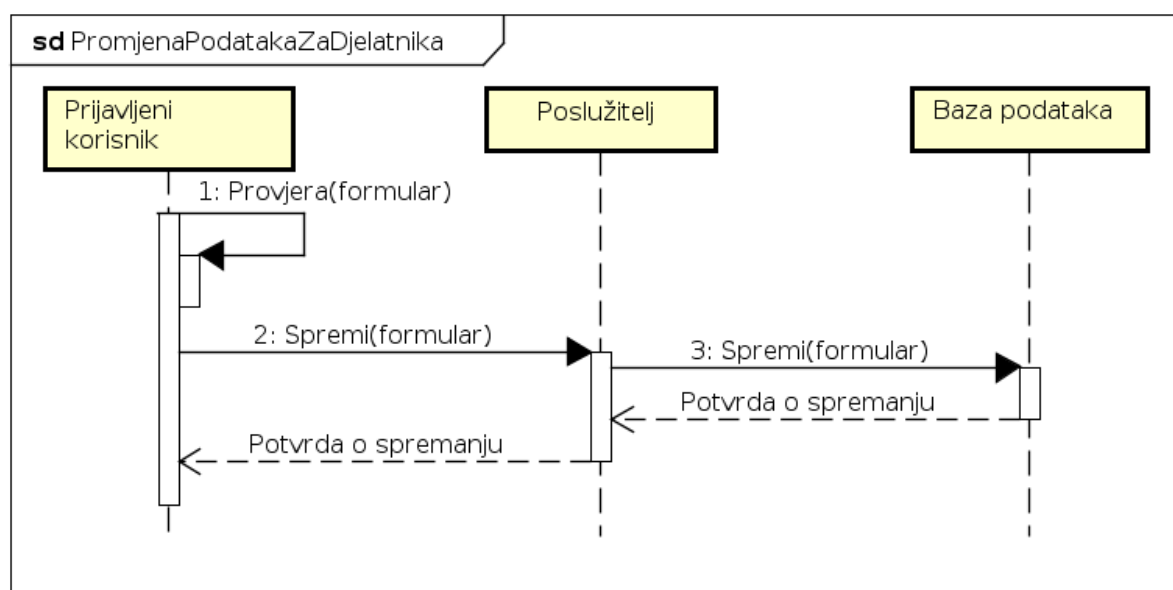 sd PromjenaPodatakaZaDjelatnika
Prijavljeni
korisnik
Poslužitelj
Baza podataka
1: Provjera(formular)
2: Spremi(formular)
3: Spremi(formular)
Potvrda o spremanju
Potvrda o spremanju